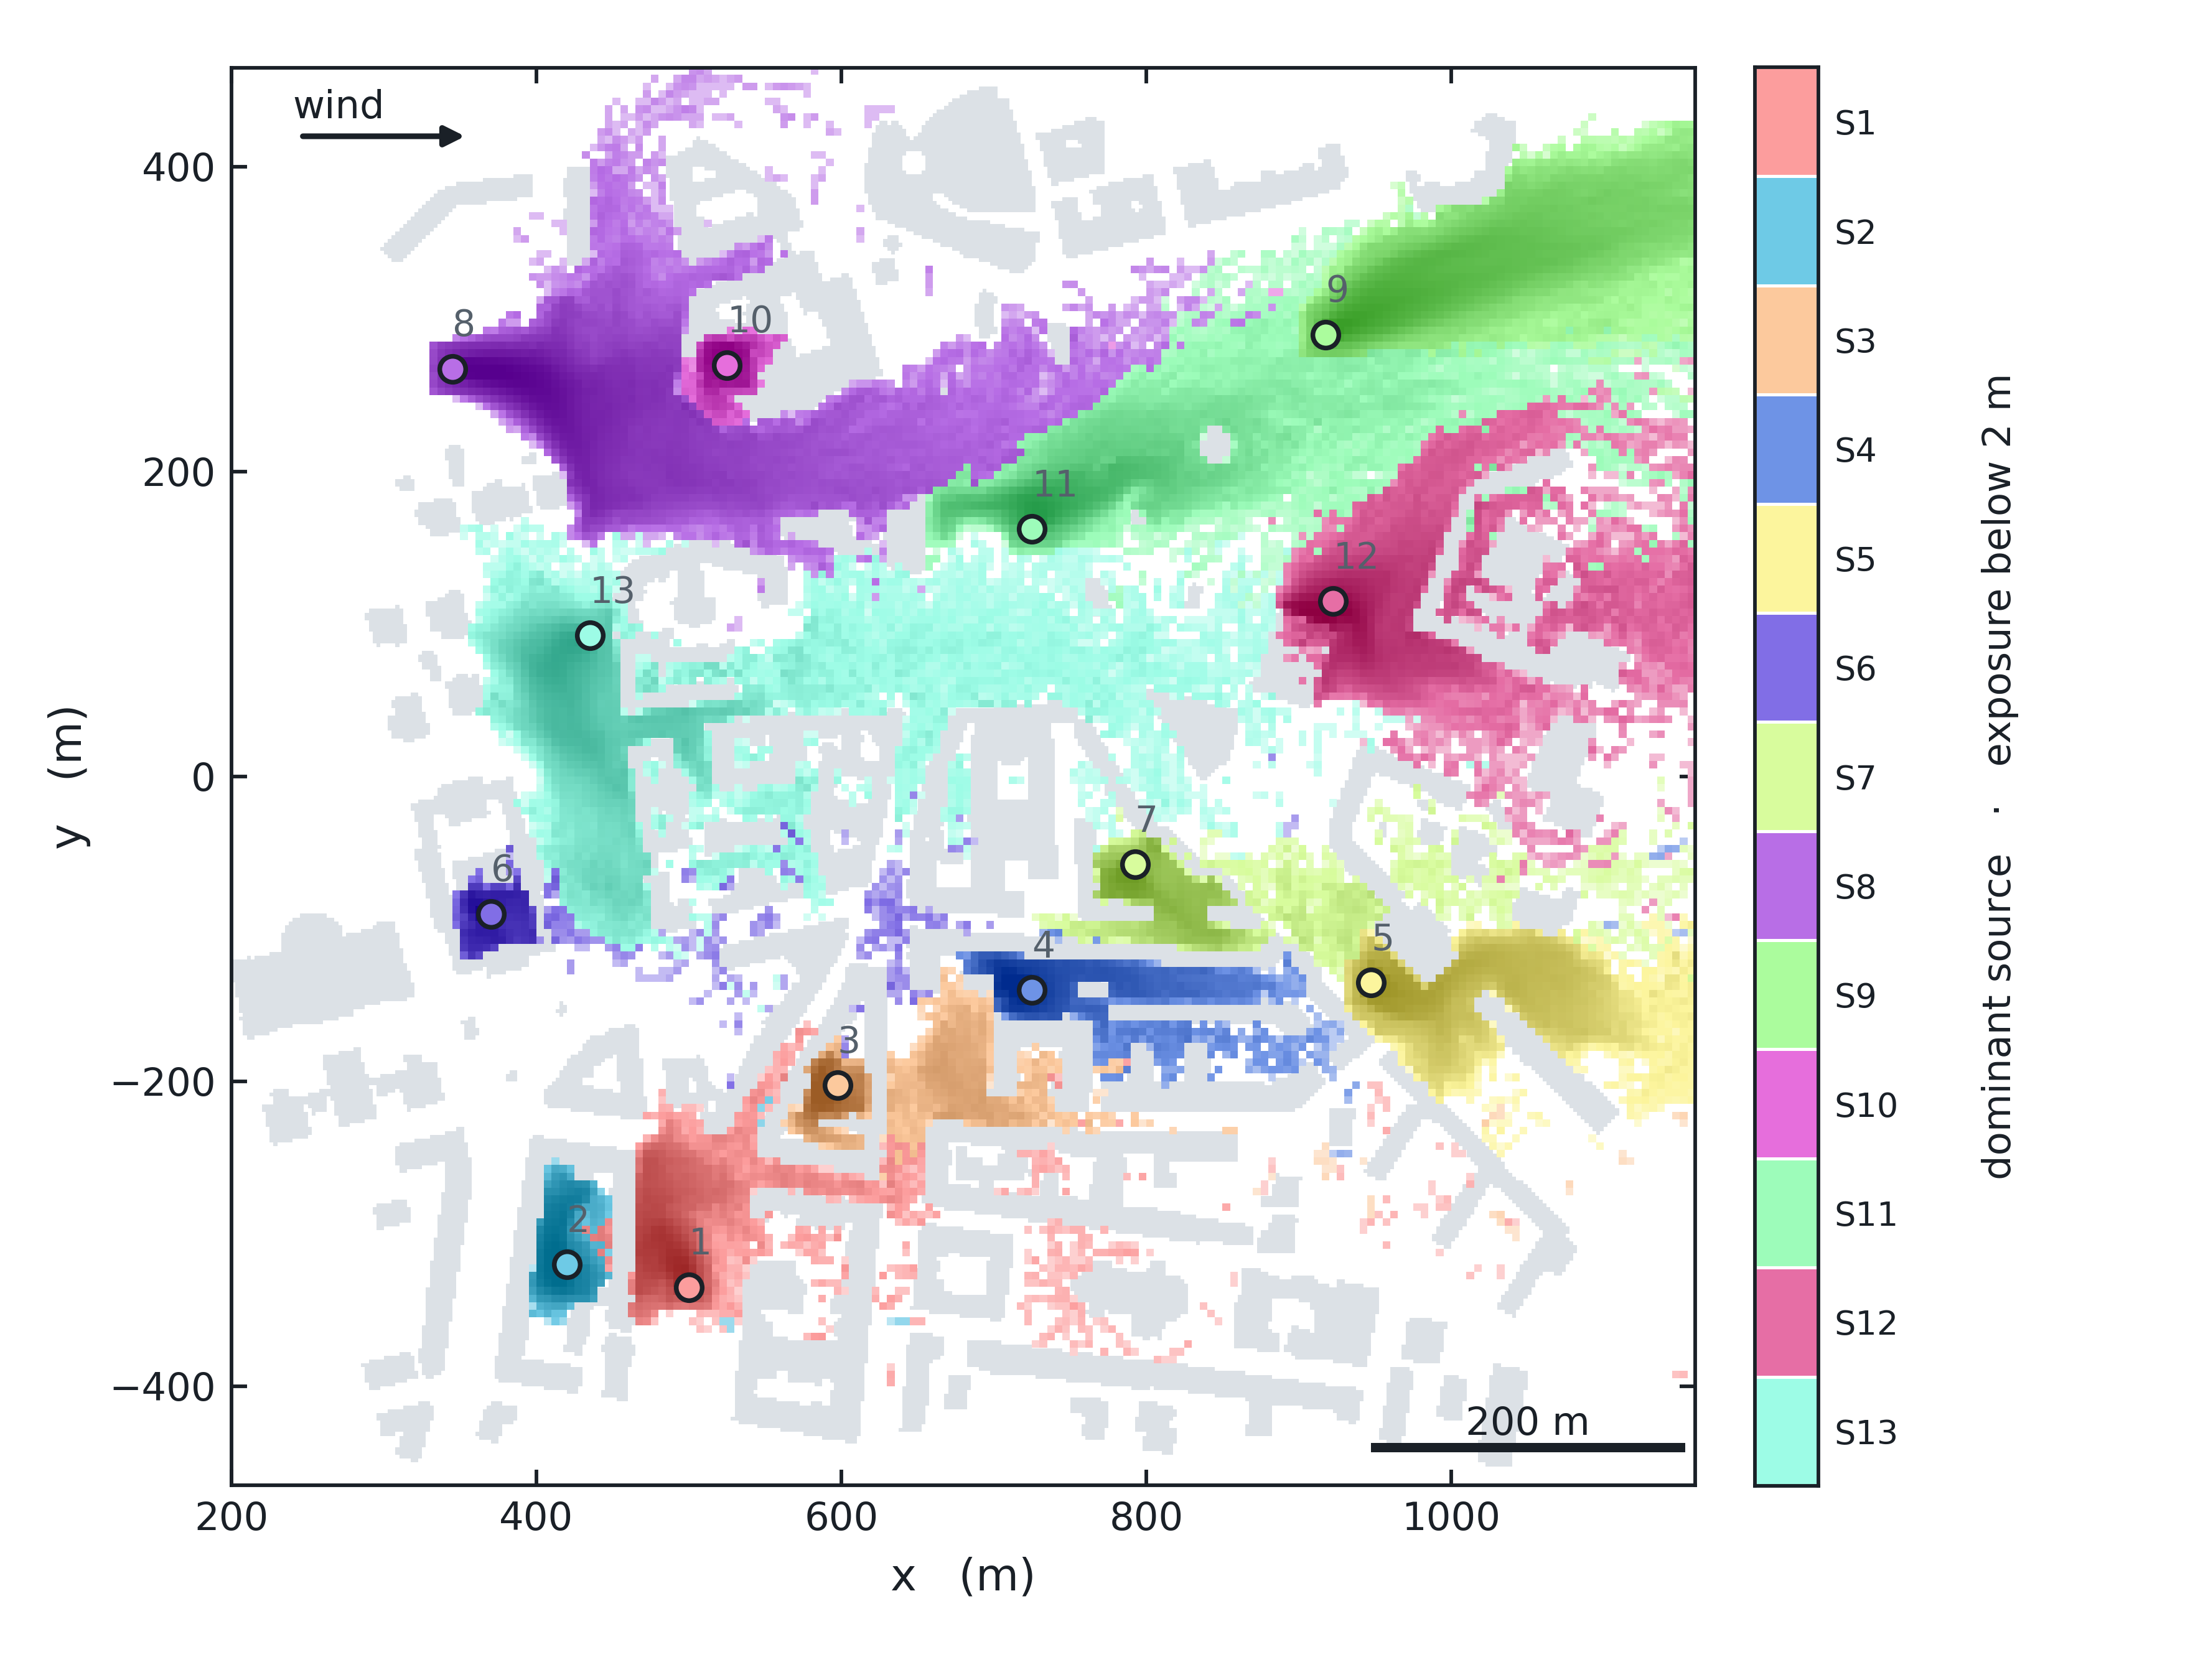 wind
400
200
0
−200
−400
y (m)
8
10
9
11
12
13
7
6
4
5
3
2
1
200 m
200
400
600
800
1000
x (m)
S1
S2
S3
S4
S5
S6
S7
S8
S9
S10
S11
S12
S13
dominant source · exposure below 2 m